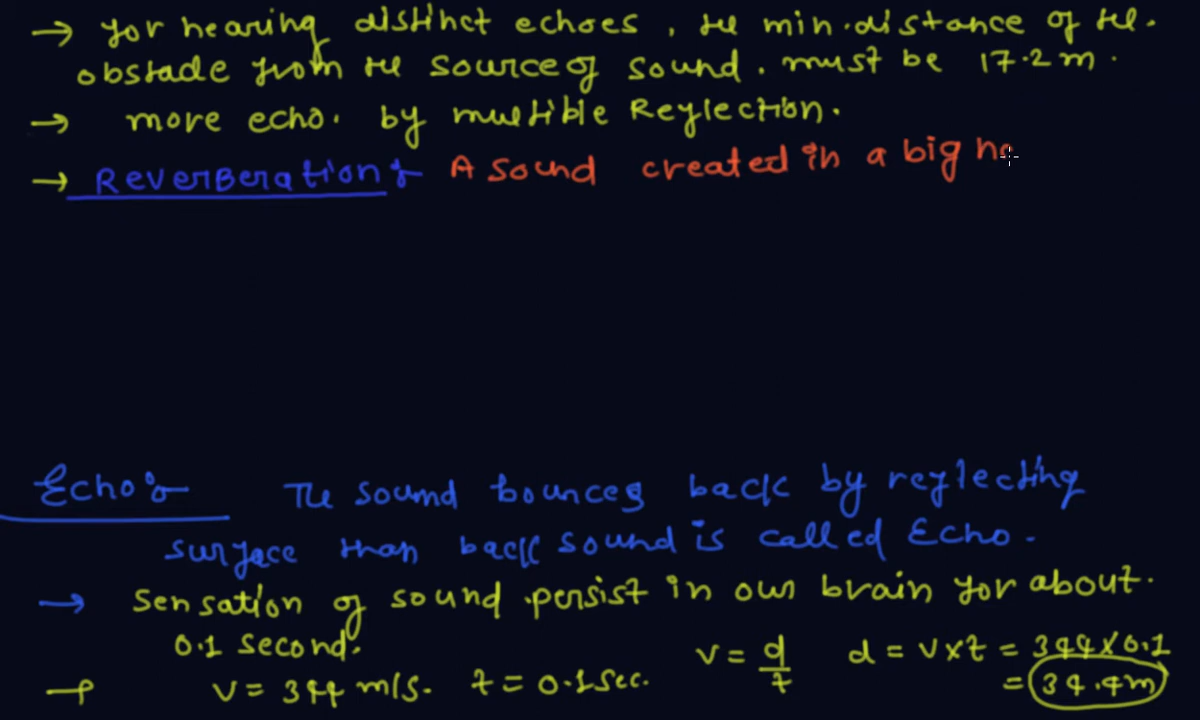 → for hearing distinct echoes, the min. distance of the.
obstacle from the source of sound. must be 17.2 m.
→ more echo. by multible Reflection.
→ Reverberation :- A sound created in a big ha
Echo :- The sound bounces back by reflecting
surface than back sound is called Echo.
→ Sensation of sound persist in our brain for about.
0.1 second.
v = d/t d = v×t = 344×0.1
→ v = 344 m/s. t = 0.1 sec. = 34.4m